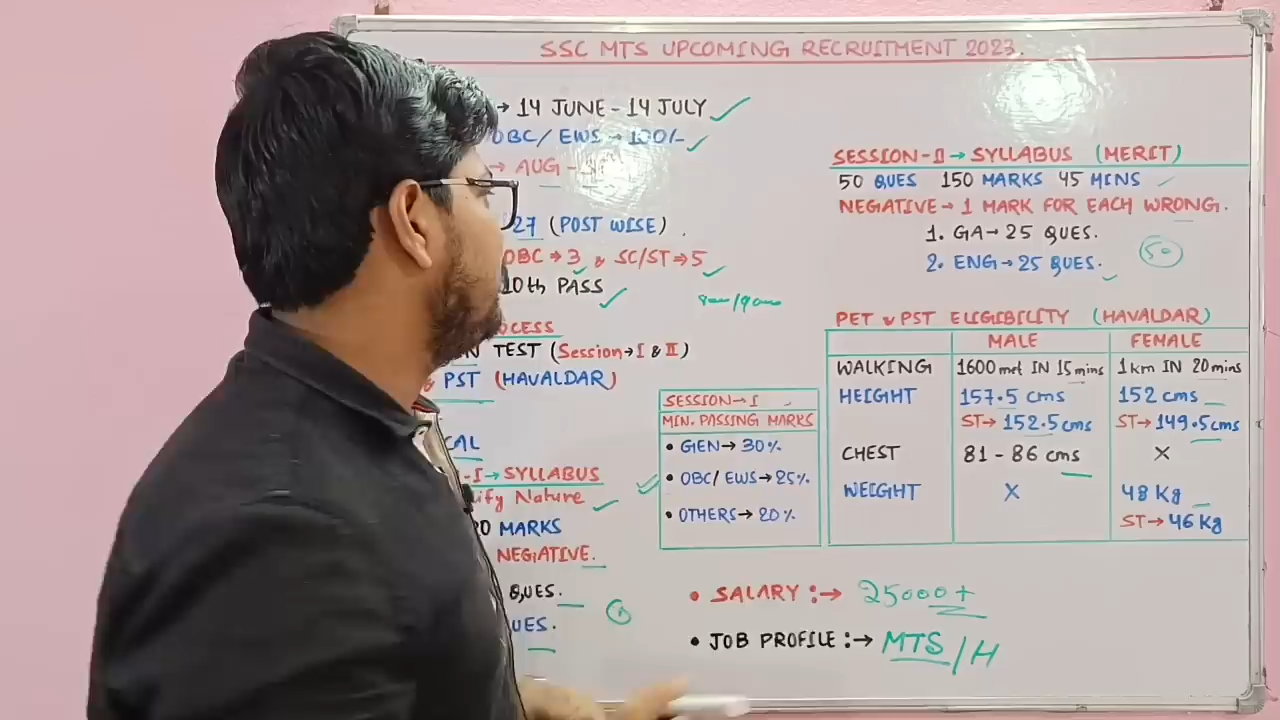 SSC MTS UPCOMING RECRUITMENT 2023.
→ 14 JUNE - 14 JULY
OBC/ EWS → 100/-
→ AUG -
27 (POST WISE)
OBC → 3 & SC/ST → 5
10th PASS
OCESS
TEST (Session → I & II)
PST (HAVALDAR)
CAL
-I → SYLLABUS
lify Nature
0 MARKS
NEGATIVE.
QUES.
UES.
SESSION → I
MIN. PASSING MARKS
• GEN → 30%
• OBC/ EWS → 25%
• OTHERS → 20%
SESSION-II → SYLLABUS (MERIT)
50 QUES 150 MARKS 45 MINS
NEGATIVE → 1 MARK FOR EACH WRONG.
1. GA → 25 QUES.
2. ENG → 25 QUES.
50
PET & PST ELIGIBILITY (HAVALDAR)
MALE FEMALE
WALKING 1600 met IN 15 mins 1 km IN 20 mins
HEIGHT 157.5 cms 152 cms
ST → 152.5 cms ST → 149.5 cms
CHEST 81 - 86 cms X
WEIGHT X 48 Kg
ST → 46 Kg
• SALARY :→ 25000+
• JOB PROFILE :→ MTS/H